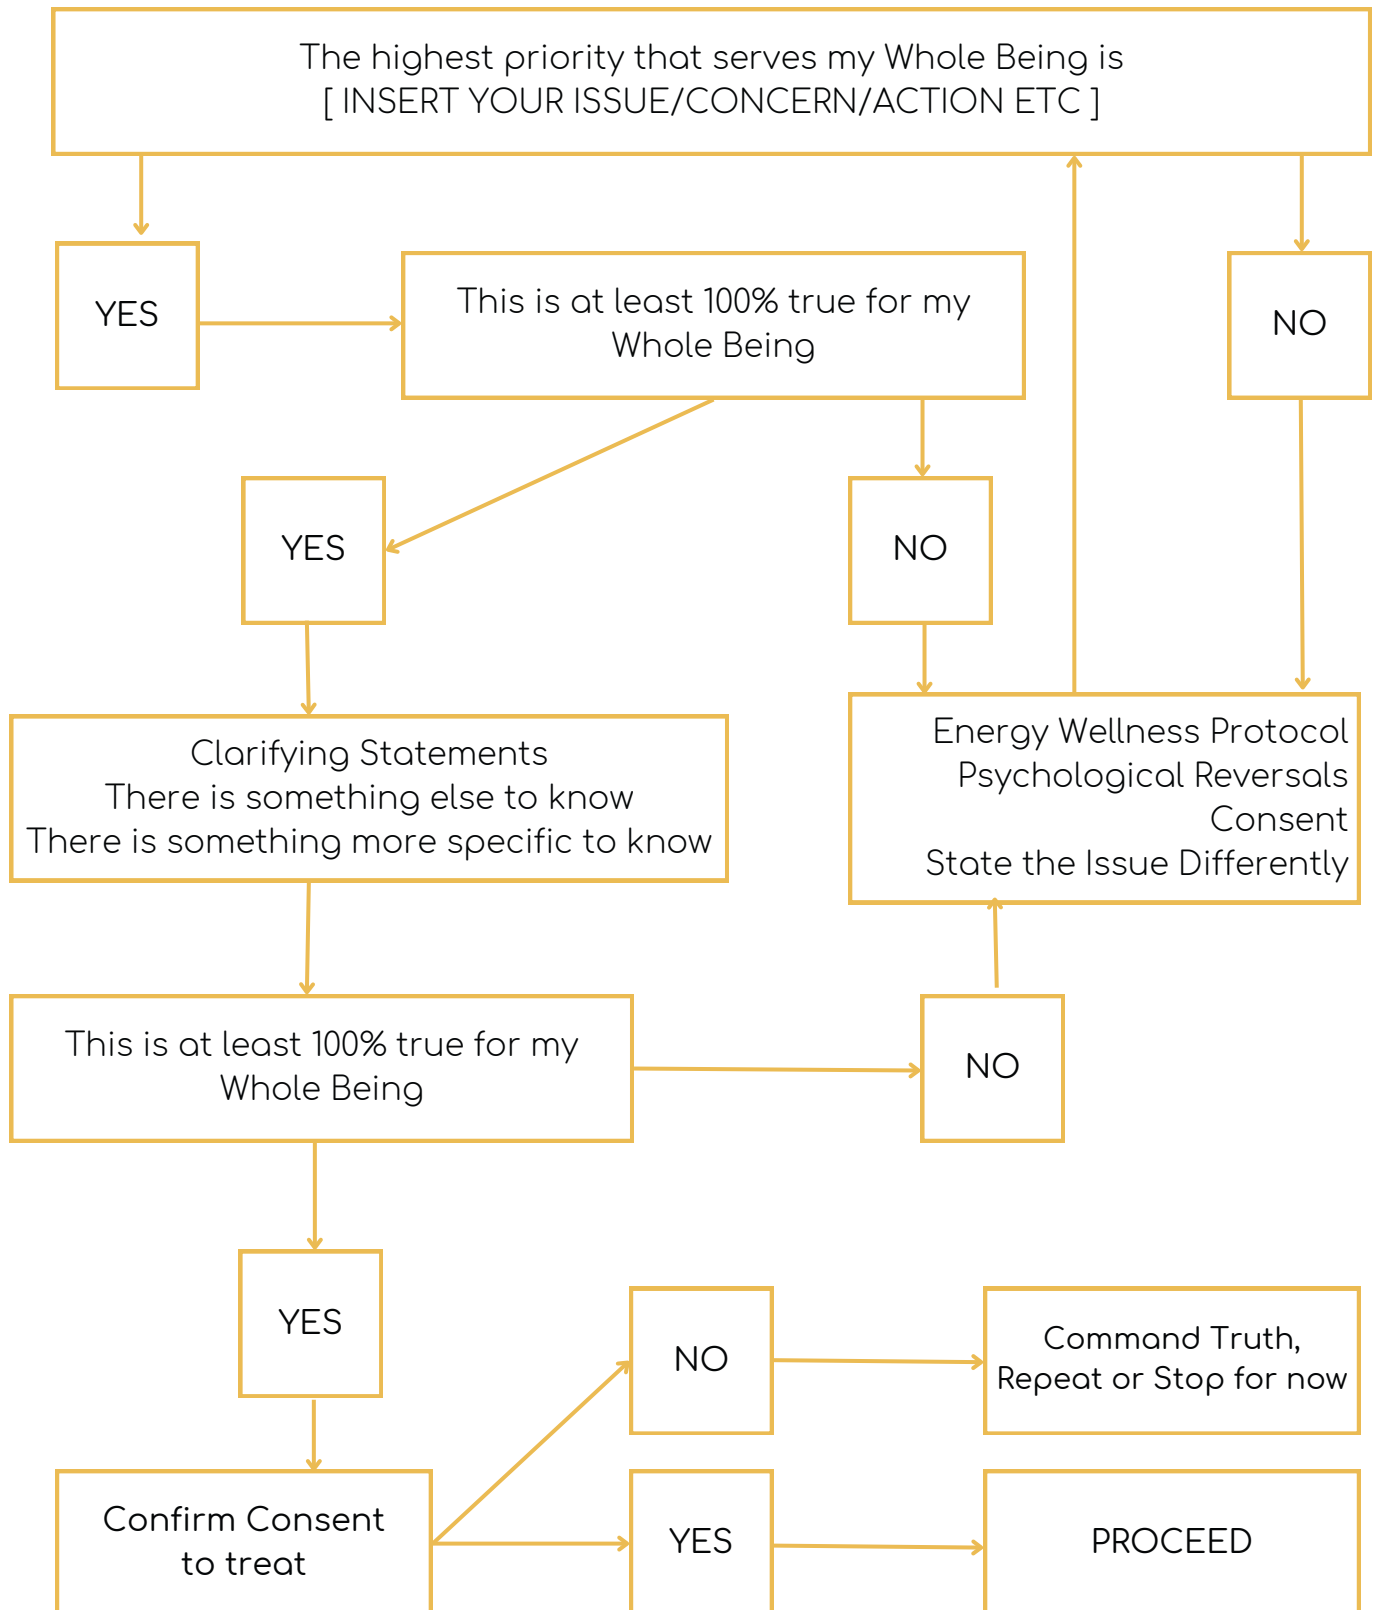 The highest priority that serves my Whole Being is
[ INSERT YOUR ISSUE/CONCERN/ACTION ETC ]
YES
This is at least 100% true for my
Whole Being
NO
YES
NO
Clarifying Statements
There is something else to know
There is something more specific to know
Energy Wellness Protocol
Psychological Reversals
Consent
State the Issue Differently
This is at least 100% true for my
Whole Being
NO
YES
NO
Command Truth,
Repeat or Stop for now
Confirm Consent
to treat
YES
PROCEED